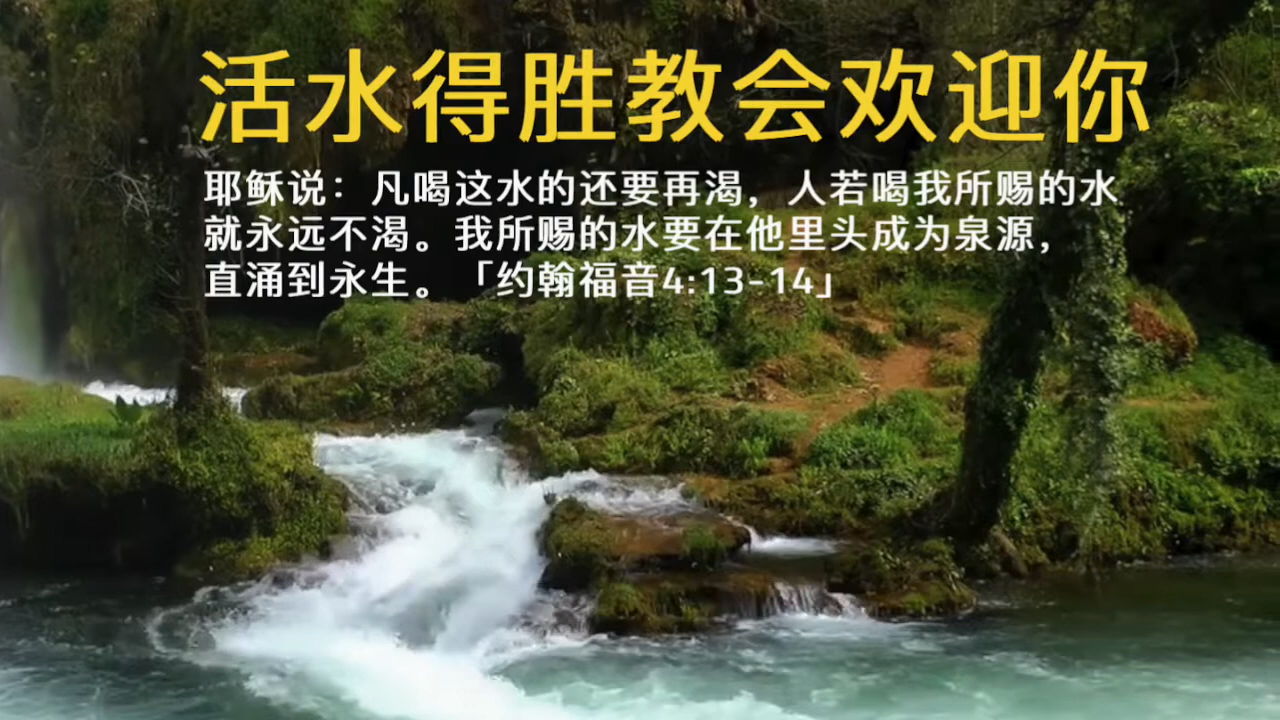 活水得胜教会欢迎你
耶稣说：凡喝这水的还要再渴，人若喝我所赐的水
就永远不渴。我所赐的水要在他里头成为泉源，
直涌到永生。「约翰福音4:13-14」